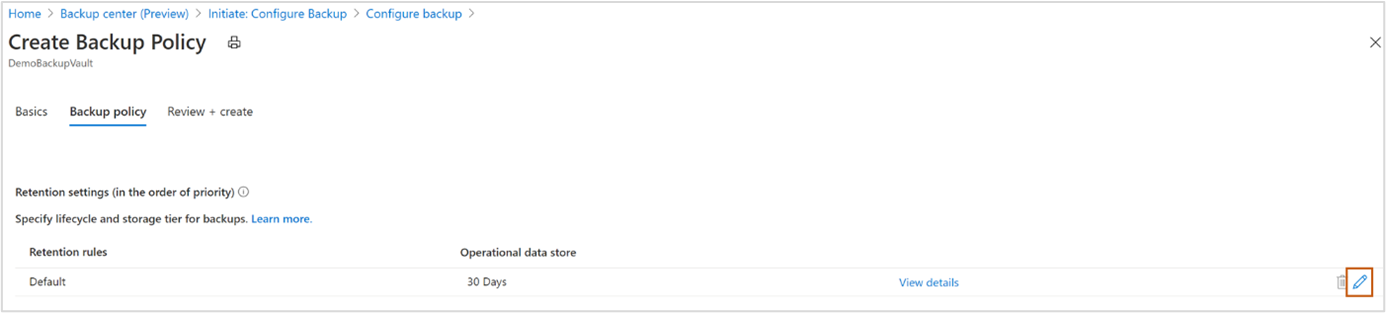 Home > Backup center (Preview) > Initiate: Configure Backup > Configure backup >
Create Backup Policy
DemoBackupVault
Basics Backup policy Review + create
Retention settings (in the order of priority)
Specify lifecycle and storage tier for backups. Learn more.
Retention rules Operational data store
Default 30 Days View details